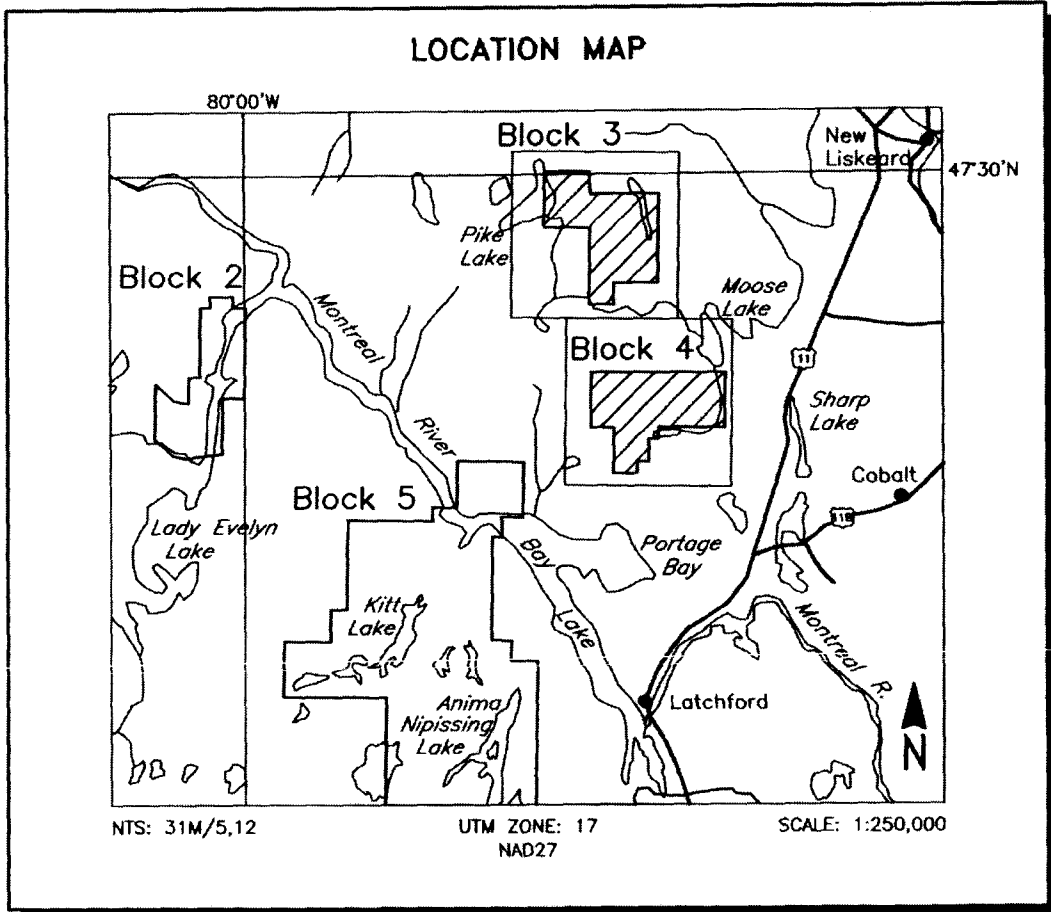 LOCATION MAP
80°00'W
Block 3
New
Liskeard
47°30'N
Pike
Lake
Block 2
Moose
Lake
Montreal
Block 4
11
River
Sharp
Lake
Cobalt
Block 5
11B
Lady Evelyn
Lake
Bay
Portage
Bay
Kitt
Lake
Lake
Montreal R.
Anima
Nipissing
Lake
Latchford
N
NTS: 31M/5,12
UTM ZONE: 17
SCALE: 1:250,000
NAD27